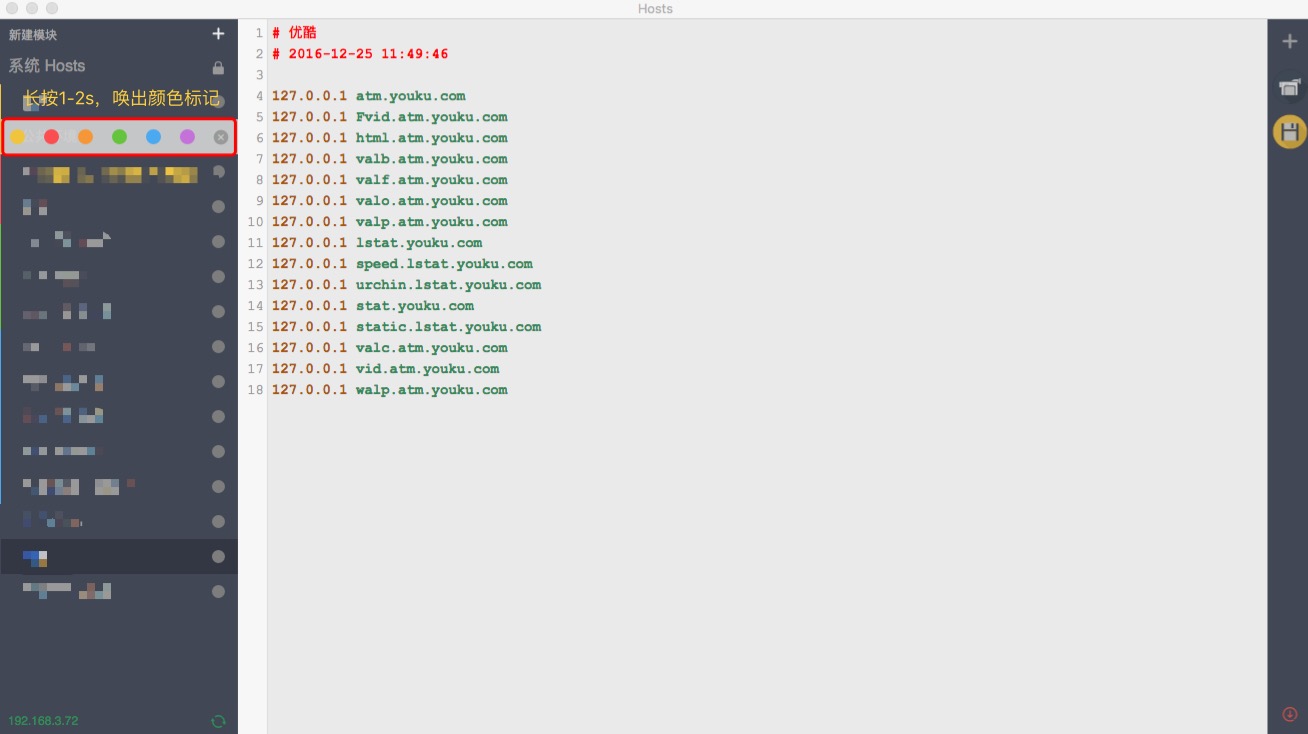 Hosts
新建模块
系统 Hosts
长按1-2s，唤出颜色标记
192.168.3.72
1 # 优酷
2 # 2016-12-25 11:49:46
3
4 127.0.0.1 atm.youku.com
5 127.0.0.1 Fvid.atm.youku.com
6 127.0.0.1 html.atm.youku.com
7 127.0.0.1 valb.atm.youku.com
8 127.0.0.1 valf.atm.youku.com
9 127.0.0.1 valo.atm.youku.com
10 127.0.0.1 valp.atm.youku.com
11 127.0.0.1 lstat.youku.com
12 127.0.0.1 speed.lstat.youku.com
13 127.0.0.1 urchin.lstat.youku.com
14 127.0.0.1 stat.youku.com
15 127.0.0.1 static.lstat.youku.com
16 127.0.0.1 valc.atm.youku.com
17 127.0.0.1 vid.atm.youku.com
18 127.0.0.1 walp.atm.youku.com